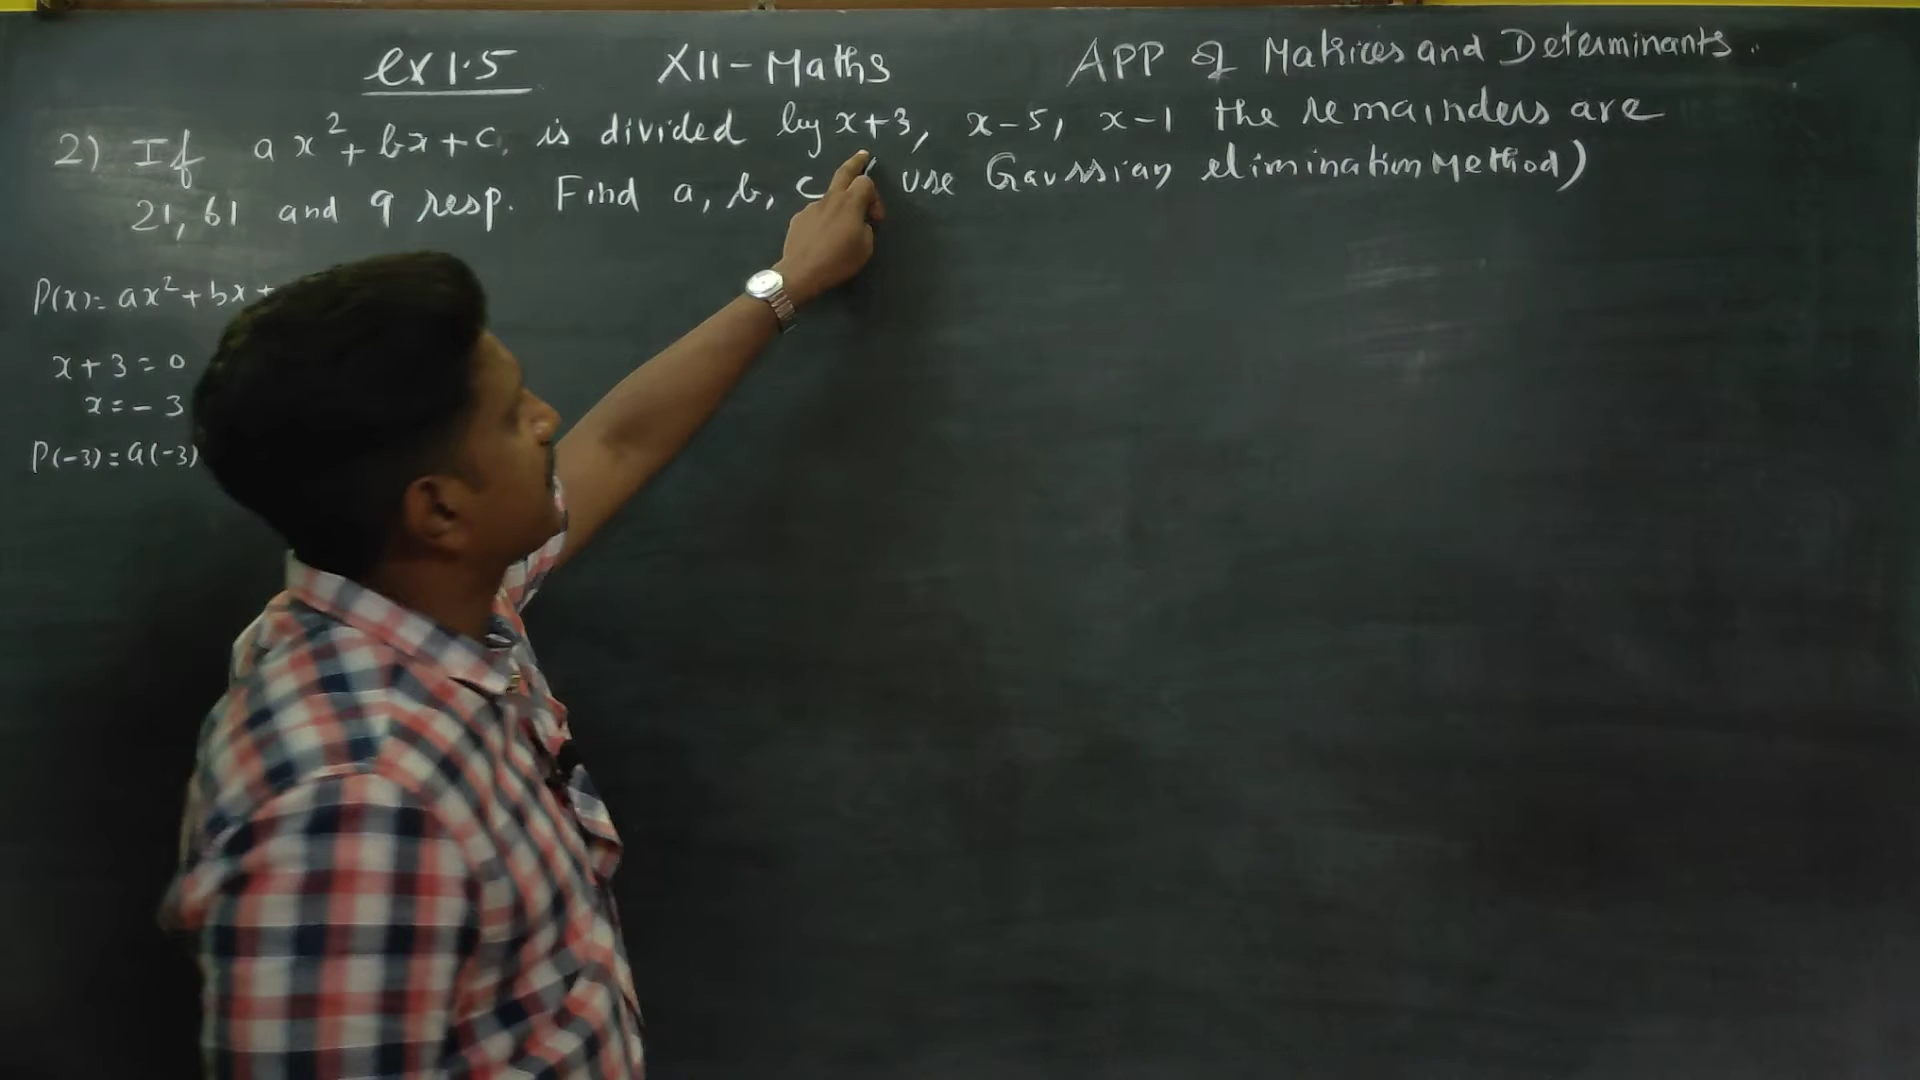 ex 1.5 XII - Maths APP of Matrices and Determinants.
2) If ax²+bx+c, is divided by x+3, x-5, x-1 the remainders are
21, 61 and 9 resp. Find a, b, c use Gaussian elimination Method)
P(x)= ax²+bx+
x+3=0
x=-3
P(-3)=a(-3)